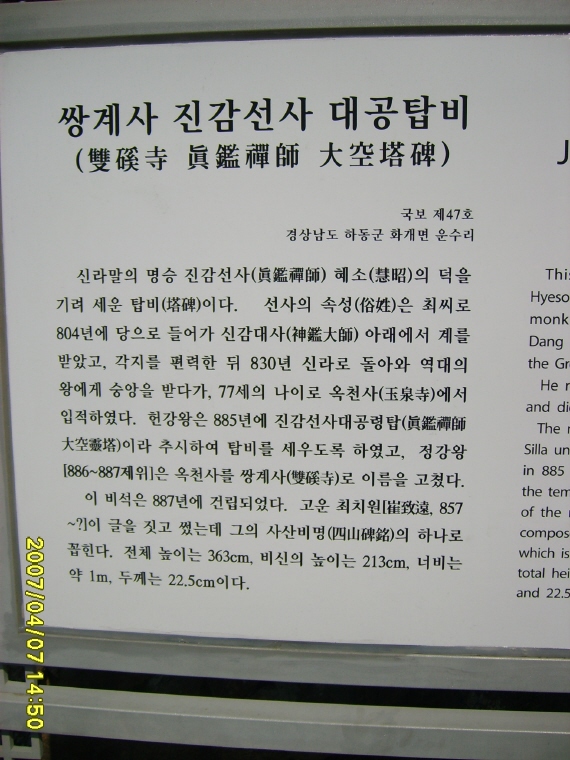 쌍계사 진감선사 대공탑비
(雙磎寺 眞鑑禪師 大空塔碑)
국보 제47호
경상남도 하동군 화개면 운수리
신라말의 명승 진감선사(眞鑑禪師) 혜소(慧昭)의 덕을
기려 세운 탑비(塔碑)이다. 선사의 속성(俗姓)은 최씨로
804년에 당으로 들어가 신감대사(神鑑大師) 아래에서 계를
받았고, 각지를 편력한 뒤 830년 신라로 돌아와 역대의
왕에게 숭앙을 받다가, 77세의 나이로 옥천사(玉泉寺)에서
입적하였다. 헌강왕은 885년에 진감선사대공령탑(眞鑑禪師
大空靈塔)이라 추시하여 탑비를 세우도록 하였고, 정강왕
[886~887재위]은 옥천사를 쌍계사(雙磎寺)로 이름을 고쳤다.
이 비석은 887년에 건립되었다. 고운 최치원[崔致遠, 857
~?]이 글을 짓고 썼는데 그의 사산비명(四山碑銘)의 하나로
꼽힌다. 전체 높이는 363cm, 비신의 높이는 213cm, 너비는
약 1m, 두께는 22.5cm이다.
J
This
Hyeso
monk
Dang
the Gr
He r
and di
The r
Silla un
in 885
the tem
of the
compos
which is
total hei
and 22.5
2007/04/07 14:50